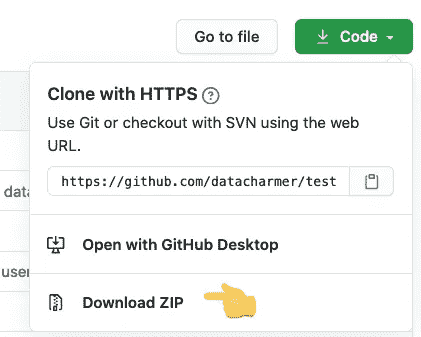 Go to file
Code
Clone with HTTPS
Use Git or checkout with SVN using the web
URL.
https://github.com/datacharmer/test
data
Open with GitHub Desktop
user
Download ZIP